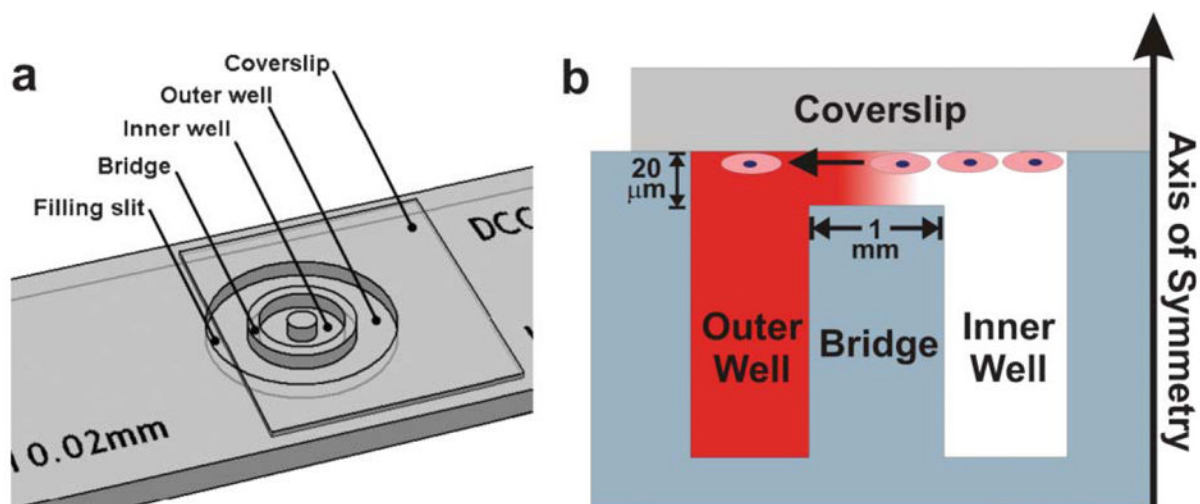 a
Coverslip
Outer well
Inner well
Bridge
Filling slit
DCC
10.02mm
b
Coverslip
20
μm
1
mm
Outer
Well
Bridge
Inner
Well
Axis of Symmetry